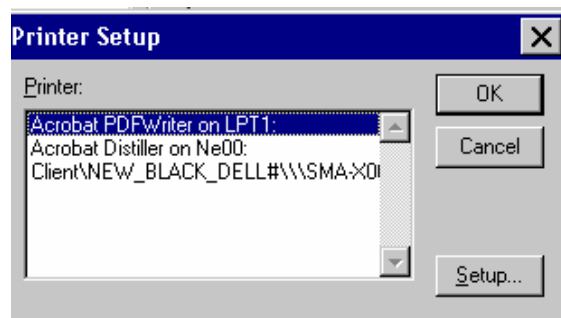 Printer Setup
Printer:
Acrobat PDFWriter on LPT1:
Acrobat Distiller on Ne00:
Client\NEW_BLACK_DELL#\\\SMA-X0
OK
Cancel
Setup...